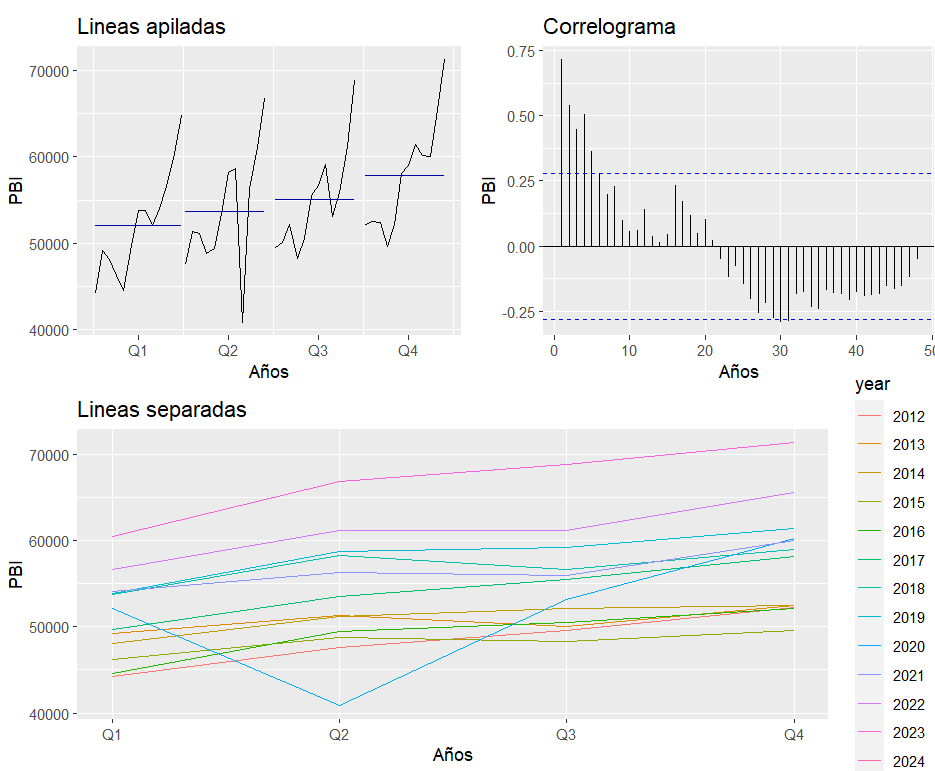 Lineas apiladas
PBI
70000
60000
50000
40000
Q1 Q2 Q3 Q4
Años
Correlograma
PBI
0.75
0.50
0.25
0.00
-0.25
0 10 20 30 40 50
Años
Lineas separadas
PBI
70000
60000
50000
40000
Q1 Q2 Q3 Q4
Años
year
2012
2013
2014
2015
2016
2017
2018
2019
2020
2021
2022
2023
2024